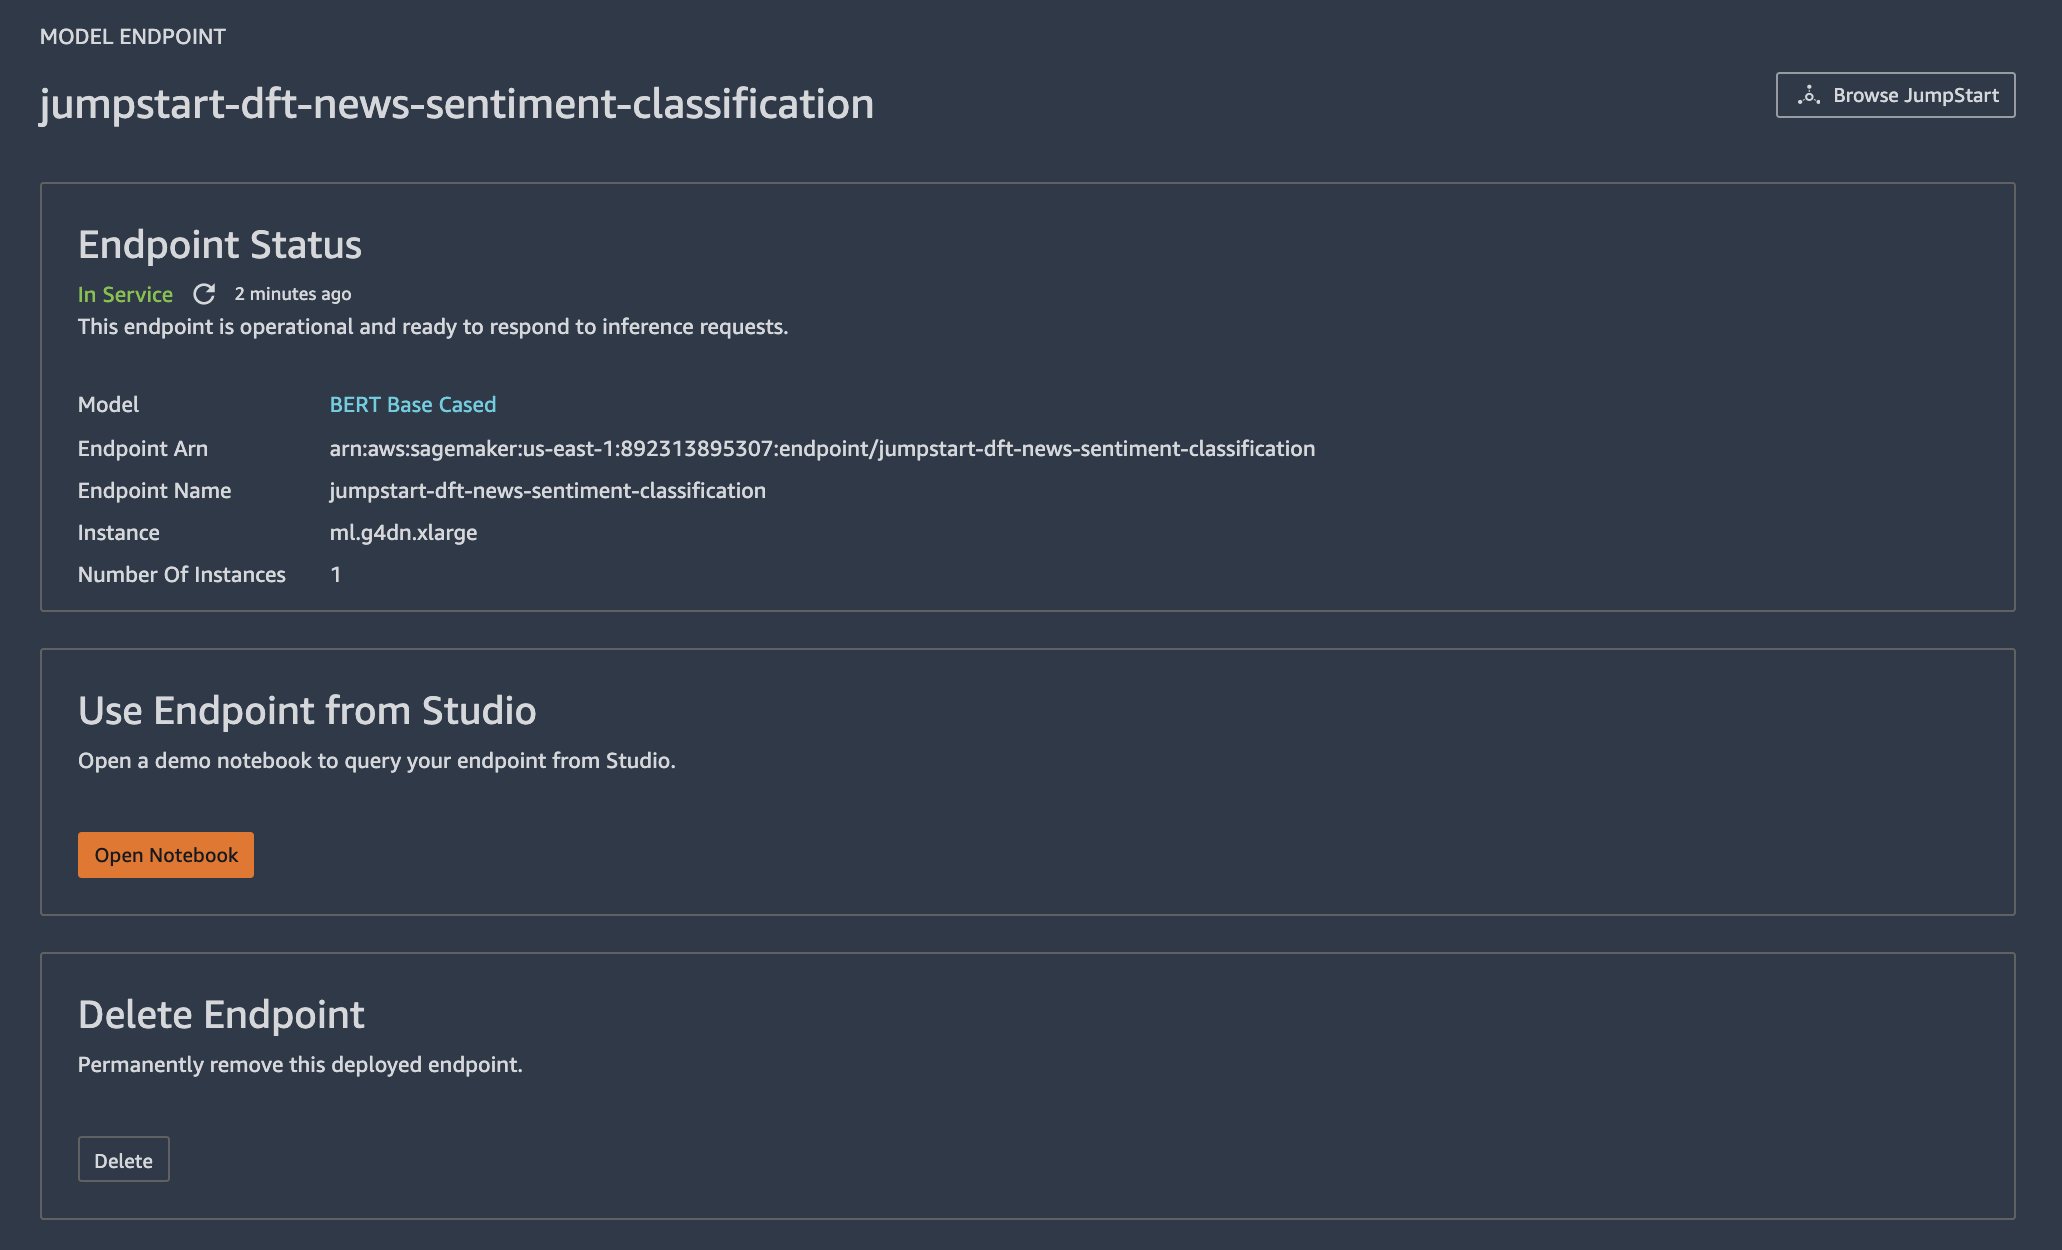 MODEL ENDPOINT
jumpstart-dft-news-sentiment-classification
Browse JumpStart
Endpoint Status
In Service 2 minutes ago
This endpoint is operational and ready to respond to inference requests.
Model BERT Base Cased
Endpoint Arn arn:aws:sagemaker:us-east-1:892313895307:endpoint/jumpstart-dft-news-sentiment-classification
Endpoint Name jumpstart-dft-news-sentiment-classification
Instance ml.g4dn.xlarge
Number Of Instances 1
Use Endpoint from Studio
Open a demo notebook to query your endpoint from Studio.
Open Notebook
Delete Endpoint
Permanently remove this deployed endpoint.
Delete